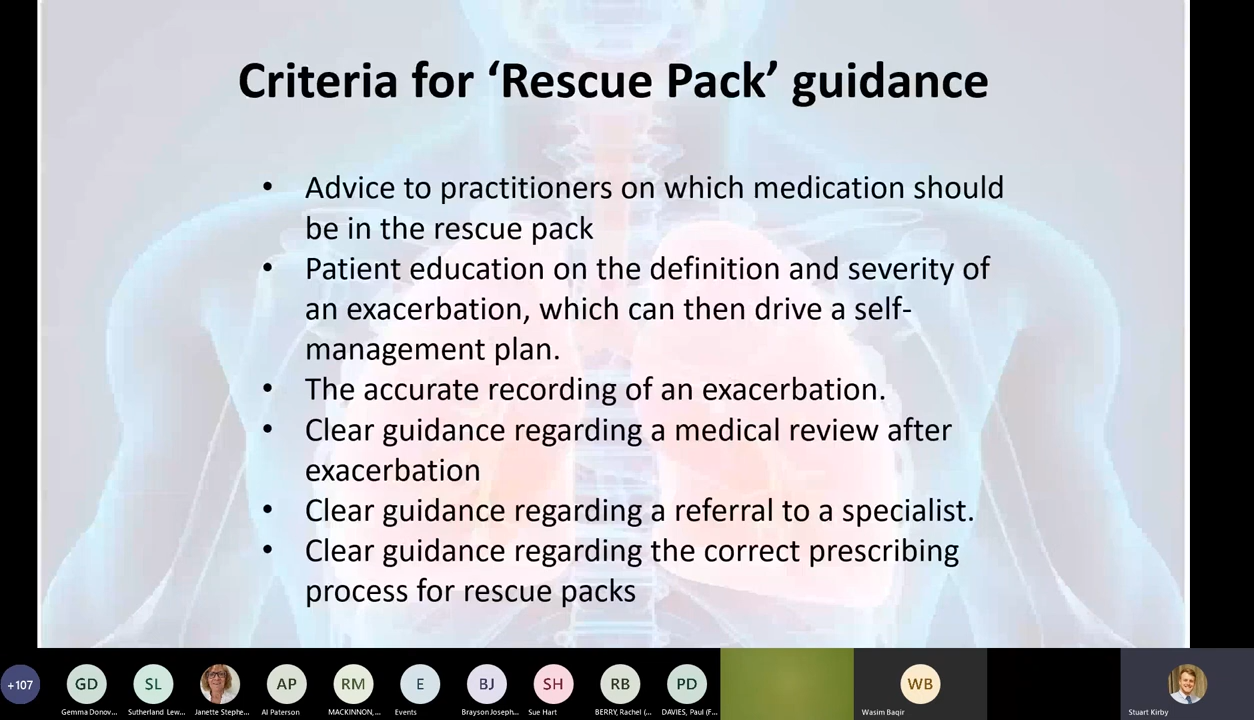 Criteria for ‘Rescue Pack’ guidance
• Advice to practitioners on which medication should
be in the rescue pack
• Patient education on the definition and severity of
an exacerbation, which can then drive a self-
management plan.
• The accurate recording of an exacerbation.
• Clear guidance regarding a medical review after
exacerbation
• Clear guidance regarding a referral to a specialist.
• Clear guidance regarding the correct prescribing
process for rescue packs
+107 GD SL AP RM E BJ SH RB PD WB
Gemma Donov... Sutherland Lew... Janette Stephe... Al Paterson MACKINNON,... Events Brayson Joseph... Sue Hart BERRY, Rachel (... DAVIES, Paul (F... Wasim Baqir Stuart Kirby